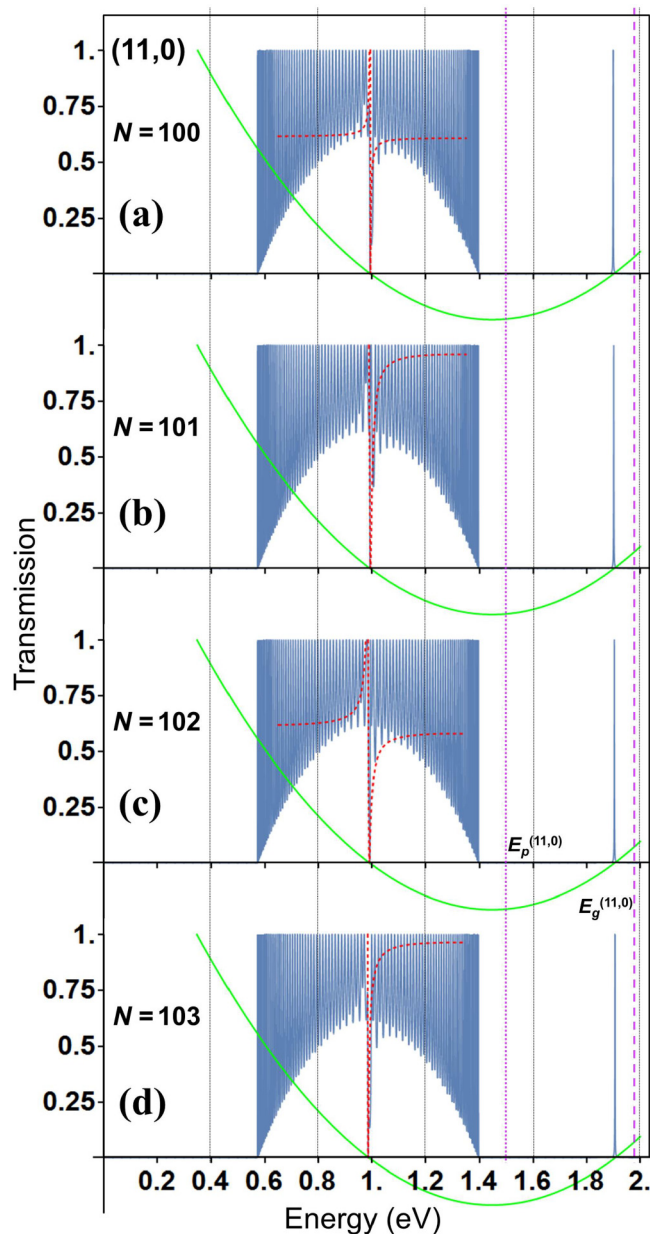 (11,0)
1.
0.75
N = 100
0.5
0.25
(a)
1.
0.75
N = 101
0.5
0.25
(b)
1.
0.75
N = 102
0.5
0.25
(c)
Ep(11,0)
Eg(11,0)
1.
0.75
N = 103
0.5
0.25
(d)
Transmission
0.2 0.4 0.6 0.8 1. 1.2 1.4 1.6 1.8 2.
Energy (eV)